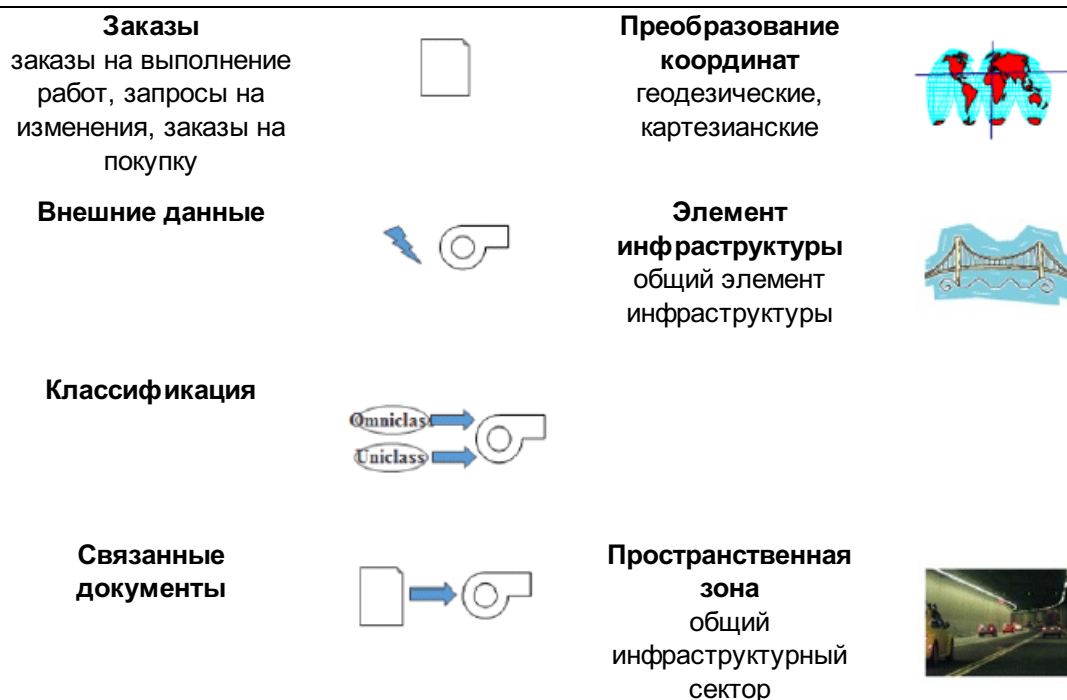 Заказы
заказы на выполнение
работ, запросы на
изменения, заказы на
покупку
Преобразование
координат
геодезические,
картезианские
Внешние данные
Элемент
инфраструктуры
общий элемент
инфраструктуры
Классификация
Omniclas
Uniclass
Связанные
документы
Пространственная
зона
общий
инфраструктурный
сектор